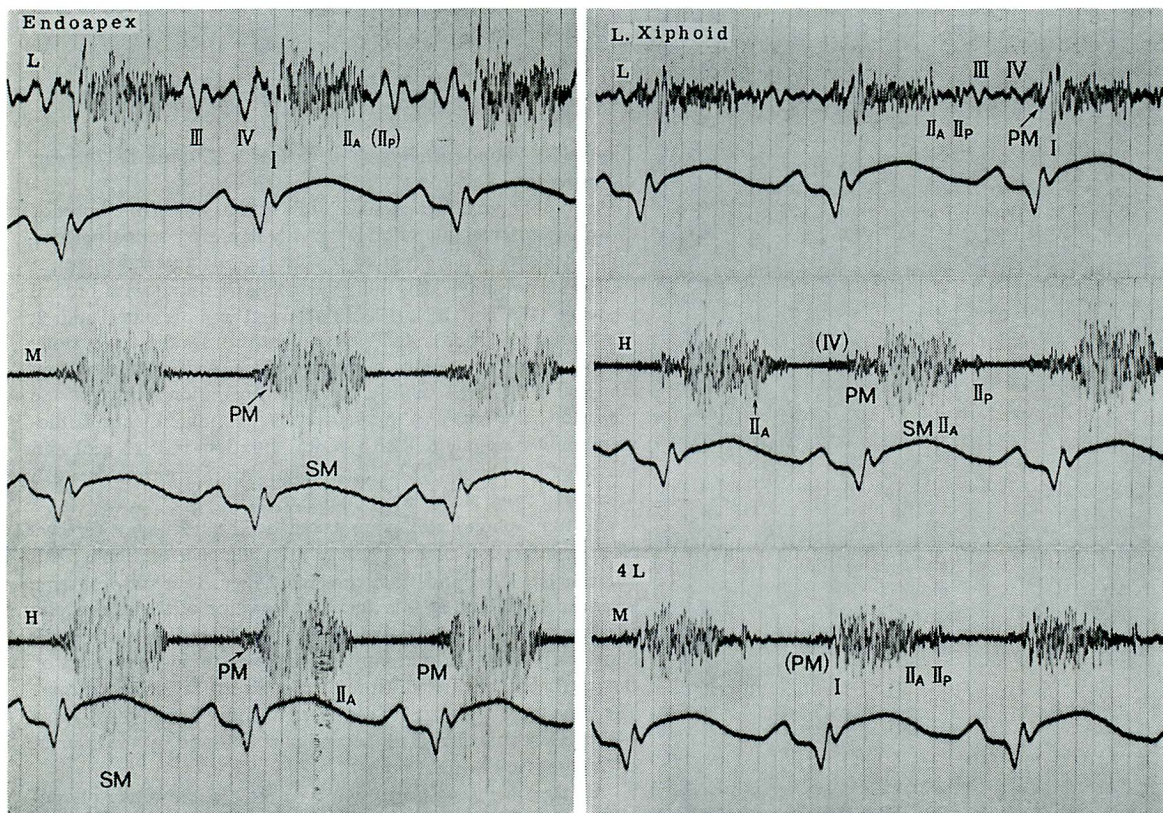 Endoapex
L
III IV I IIA (IIP)
M
PM
SM
H
PM PM
IIA
SM
L. Xiphoid
L
III IV
IIA IIP PM I
H
(IV)
PM IIP
IIA
SM IIA
4L
M
(PM) I IIA IIP